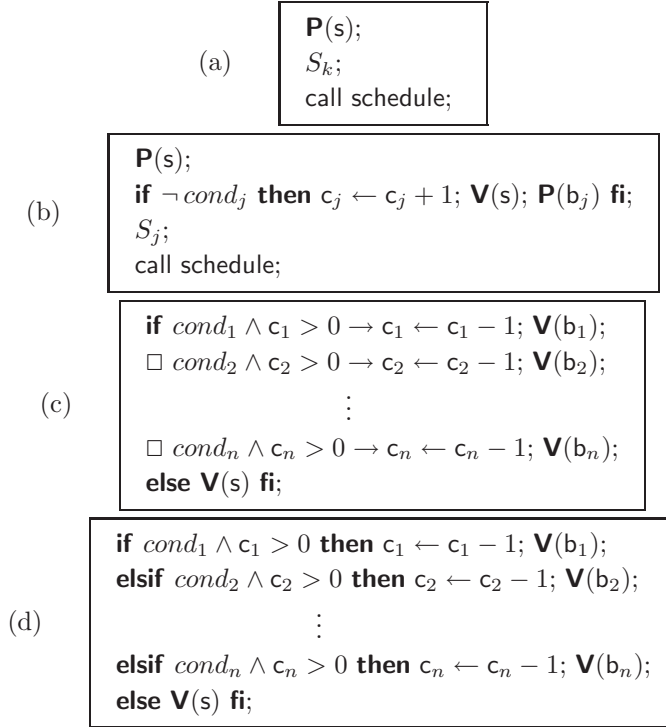 (a)
P(s);
S_k;
call schedule;
(b)
P(s);
if ¬ cond_j then c_j ← c_j + 1; V(s); P(b_j) fi;
S_j;
call schedule;
(c)
if cond_1 ∧ c_1 > 0 → c_1 ← c_1 − 1; V(b_1);
□ cond_2 ∧ c_2 > 0 → c_2 ← c_2 − 1; V(b_2);
⋮
□ cond_n ∧ c_n > 0 → c_n ← c_n − 1; V(b_n);
else V(s) fi;
(d)
if cond_1 ∧ c_1 > 0 then c_1 ← c_1 − 1; V(b_1);
elsif cond_2 ∧ c_2 > 0 then c_2 ← c_2 − 1; V(b_2);
⋮
elsif cond_n ∧ c_n > 0 then c_n ← c_n − 1; V(b_n);
else V(s) fi;